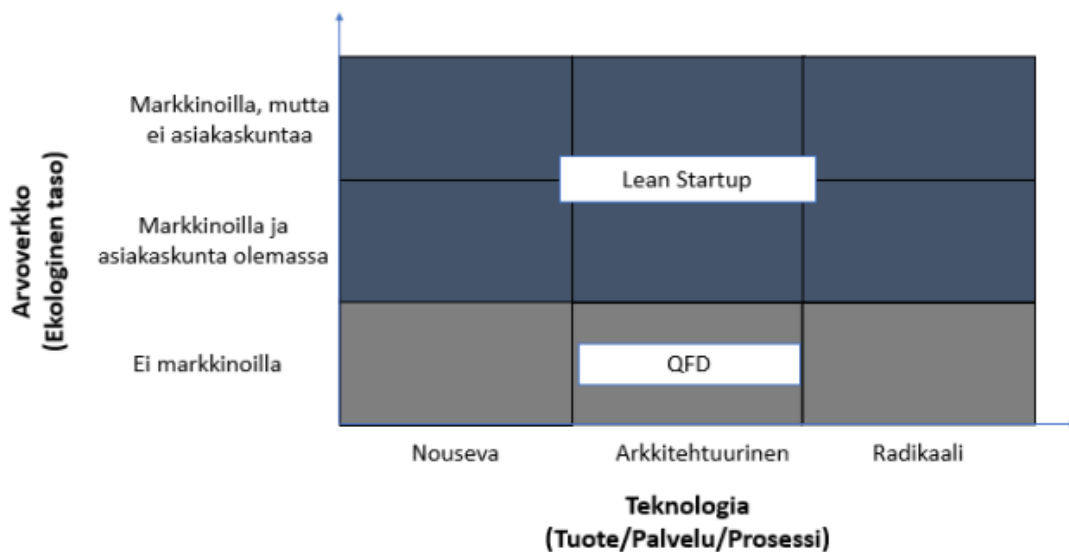 Markkinoilla, mutta
ei asiakaskuntaa
Lean Startup
Arvoverkko
(Ekologinen taso)
Markkinoilla ja
asiakaskunta olemassa
Ei markkinoilla
QFD
Nouseva
Arkkitehtuurinen
Radikaali
Teknologia
(Tuote/Palvelu/Prosessi)